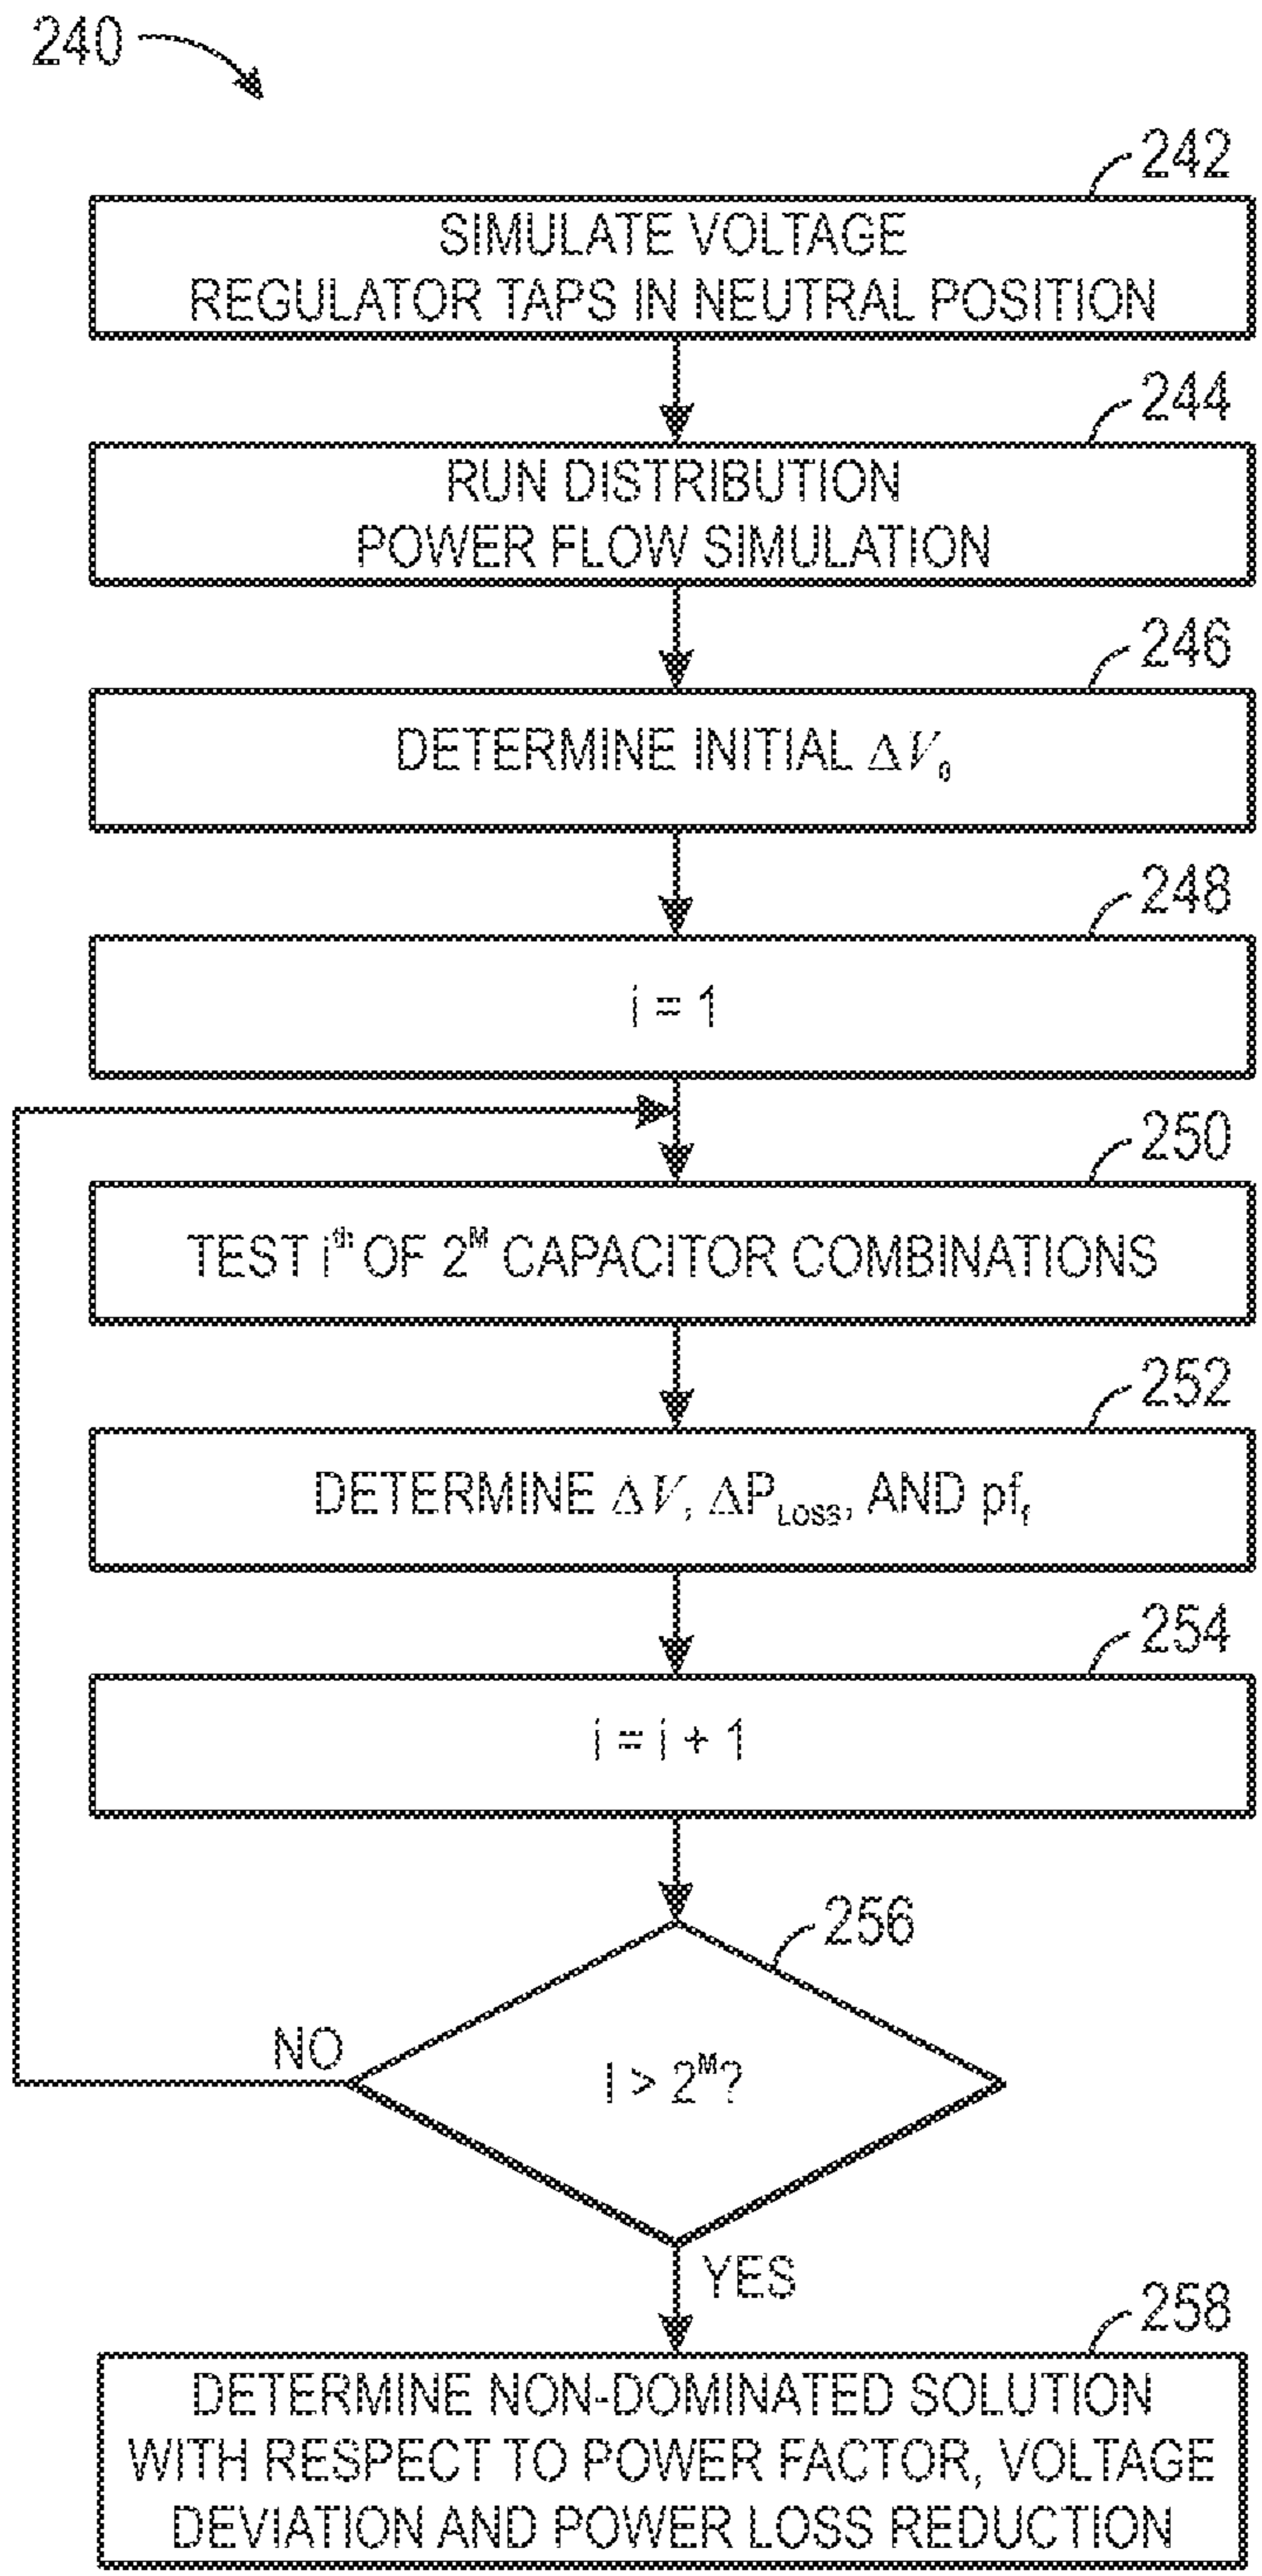 240
242
SIMULATE VOLTAGE
REGULATOR TAPS IN NEUTRAL POSITION
244
RUN DISTRIBUTION
POWER FLOW SIMULATION
246
DETERMINE INITIAL ΔV₀
248
i = 1
250
TEST iᵗʰ OF 2ᴹ CAPACITOR COMBINATIONS
252
DETERMINE ΔV, ΔP_LOSS, AND pf_f
254
i = i + 1
256
NO
I > 2ᴹ?
YES
258
DETERMINE NON-DOMINATED SOLUTION
WITH RESPECT TO POWER FACTOR, VOLTAGE
DEVIATION AND POWER LOSS REDUCTION